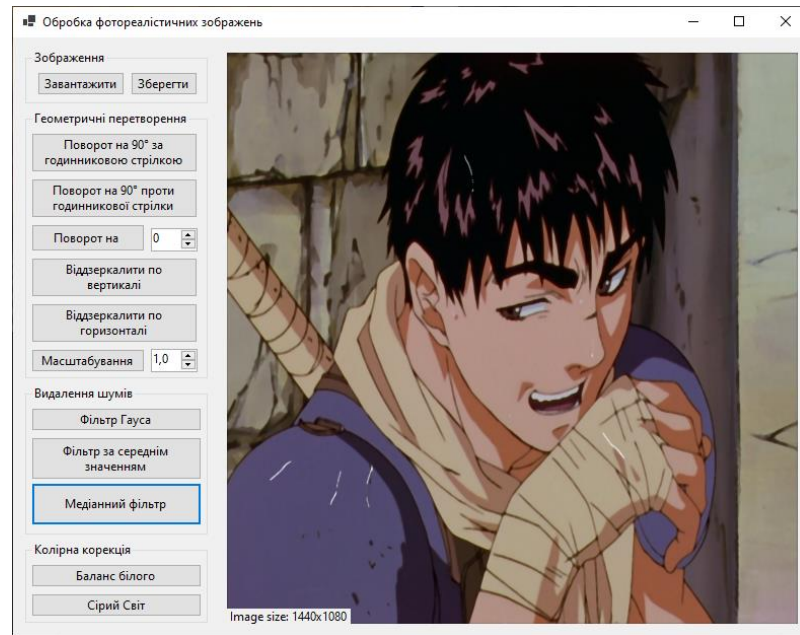 Обробка фотореалістичних зображень
Зображення
Завантажити
Зберегти
Геометричні перетворення
Поворот на 90° за
годинниковою стрілкою
Поворот на 90° проти
годинникової стрілки
Поворот на
0
Віддзеркалити по
вертикалі
Віддзеркалити по
горизонталі
Масштабування
1,0
Видалення шумів
Фільтр Гауса
Фільтр за середнім
значенням
Медіанний фільтр
Колірна корекція
Баланс білого
Сірий Світ
Image size: 1440x1080